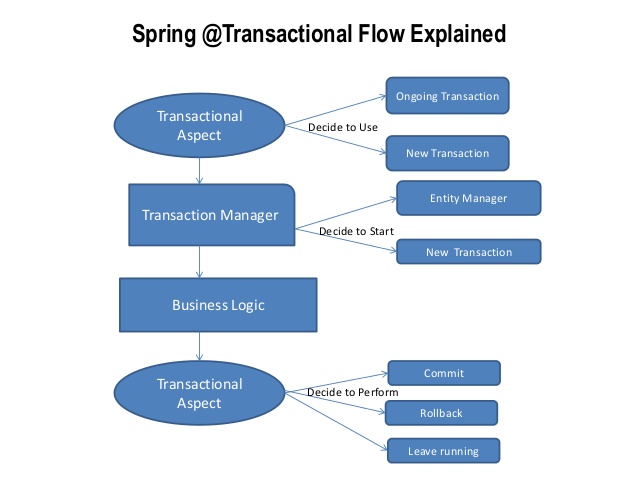 Spring @Transactional Flow Explained
Transactional
Aspect
Decide to Use
Ongoing Transaction
New Transaction
Transaction Manager
Decide to Start
Entity Manager
New  Transaction
Business Logic
Transactional
Aspect
Decide to Perform
Commit
Rollback
Leave running